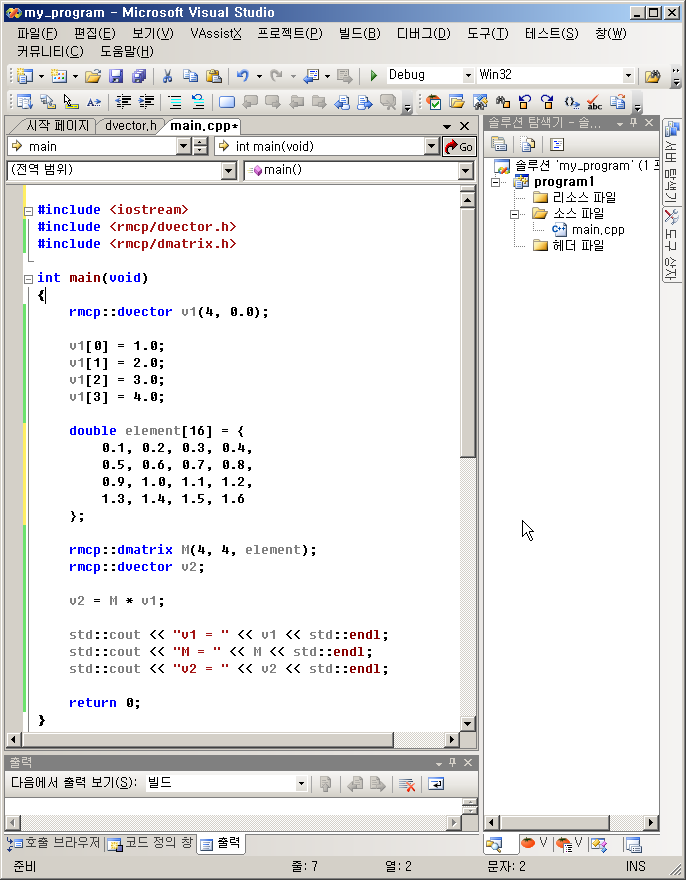 my_program - Microsoft Visual Studio
파일(F) 편집(E) 보기(V) VAssistX 프로젝트(P) 빌드(B) 디버그(D) 도구(T) 테스트(S) 창(W)
커뮤니티(C) 도움말(H)
Debug Win32
시작 페이지 dvector.h main.cpp*
main int main(void) Go
(전역 범위) main()
#include <iostream>
#include <rmcp/dvector.h>
#include <rmcp/dmatrix.h>
int main(void)
{
rmcp::dvector v1(4, 0.0);
v1[0] = 1.0;
v1[1] = 2.0;
v1[2] = 3.0;
v1[3] = 4.0;
double element[16] = {
0.1, 0.2, 0.3, 0.4,
0.5, 0.6, 0.7, 0.8,
0.9, 1.0, 1.1, 1.2,
1.3, 1.4, 1.5, 1.6
};
rmcp::dmatrix M(4, 4, element);
rmcp::dvector v2;
v2 = M * v1;
std::cout << "v1 = " << v1 << std::endl;
std::cout << "M = " << M << std::endl;
std::cout << "v2 = " << v2 << std::endl;
return 0;
}
솔루션 탐색기 - 솔...
솔루션 'my_program' (1 프
program1
리소스 파일
소스 파일
main.cpp
헤더 파일
서버 탐색기
도구 상자
출력
다음에서 출력 보기(S): 빌드
호출 브라우저 코드 정의 창 출력
V V
준비 줄: 7 열: 2 문자: 2 INS